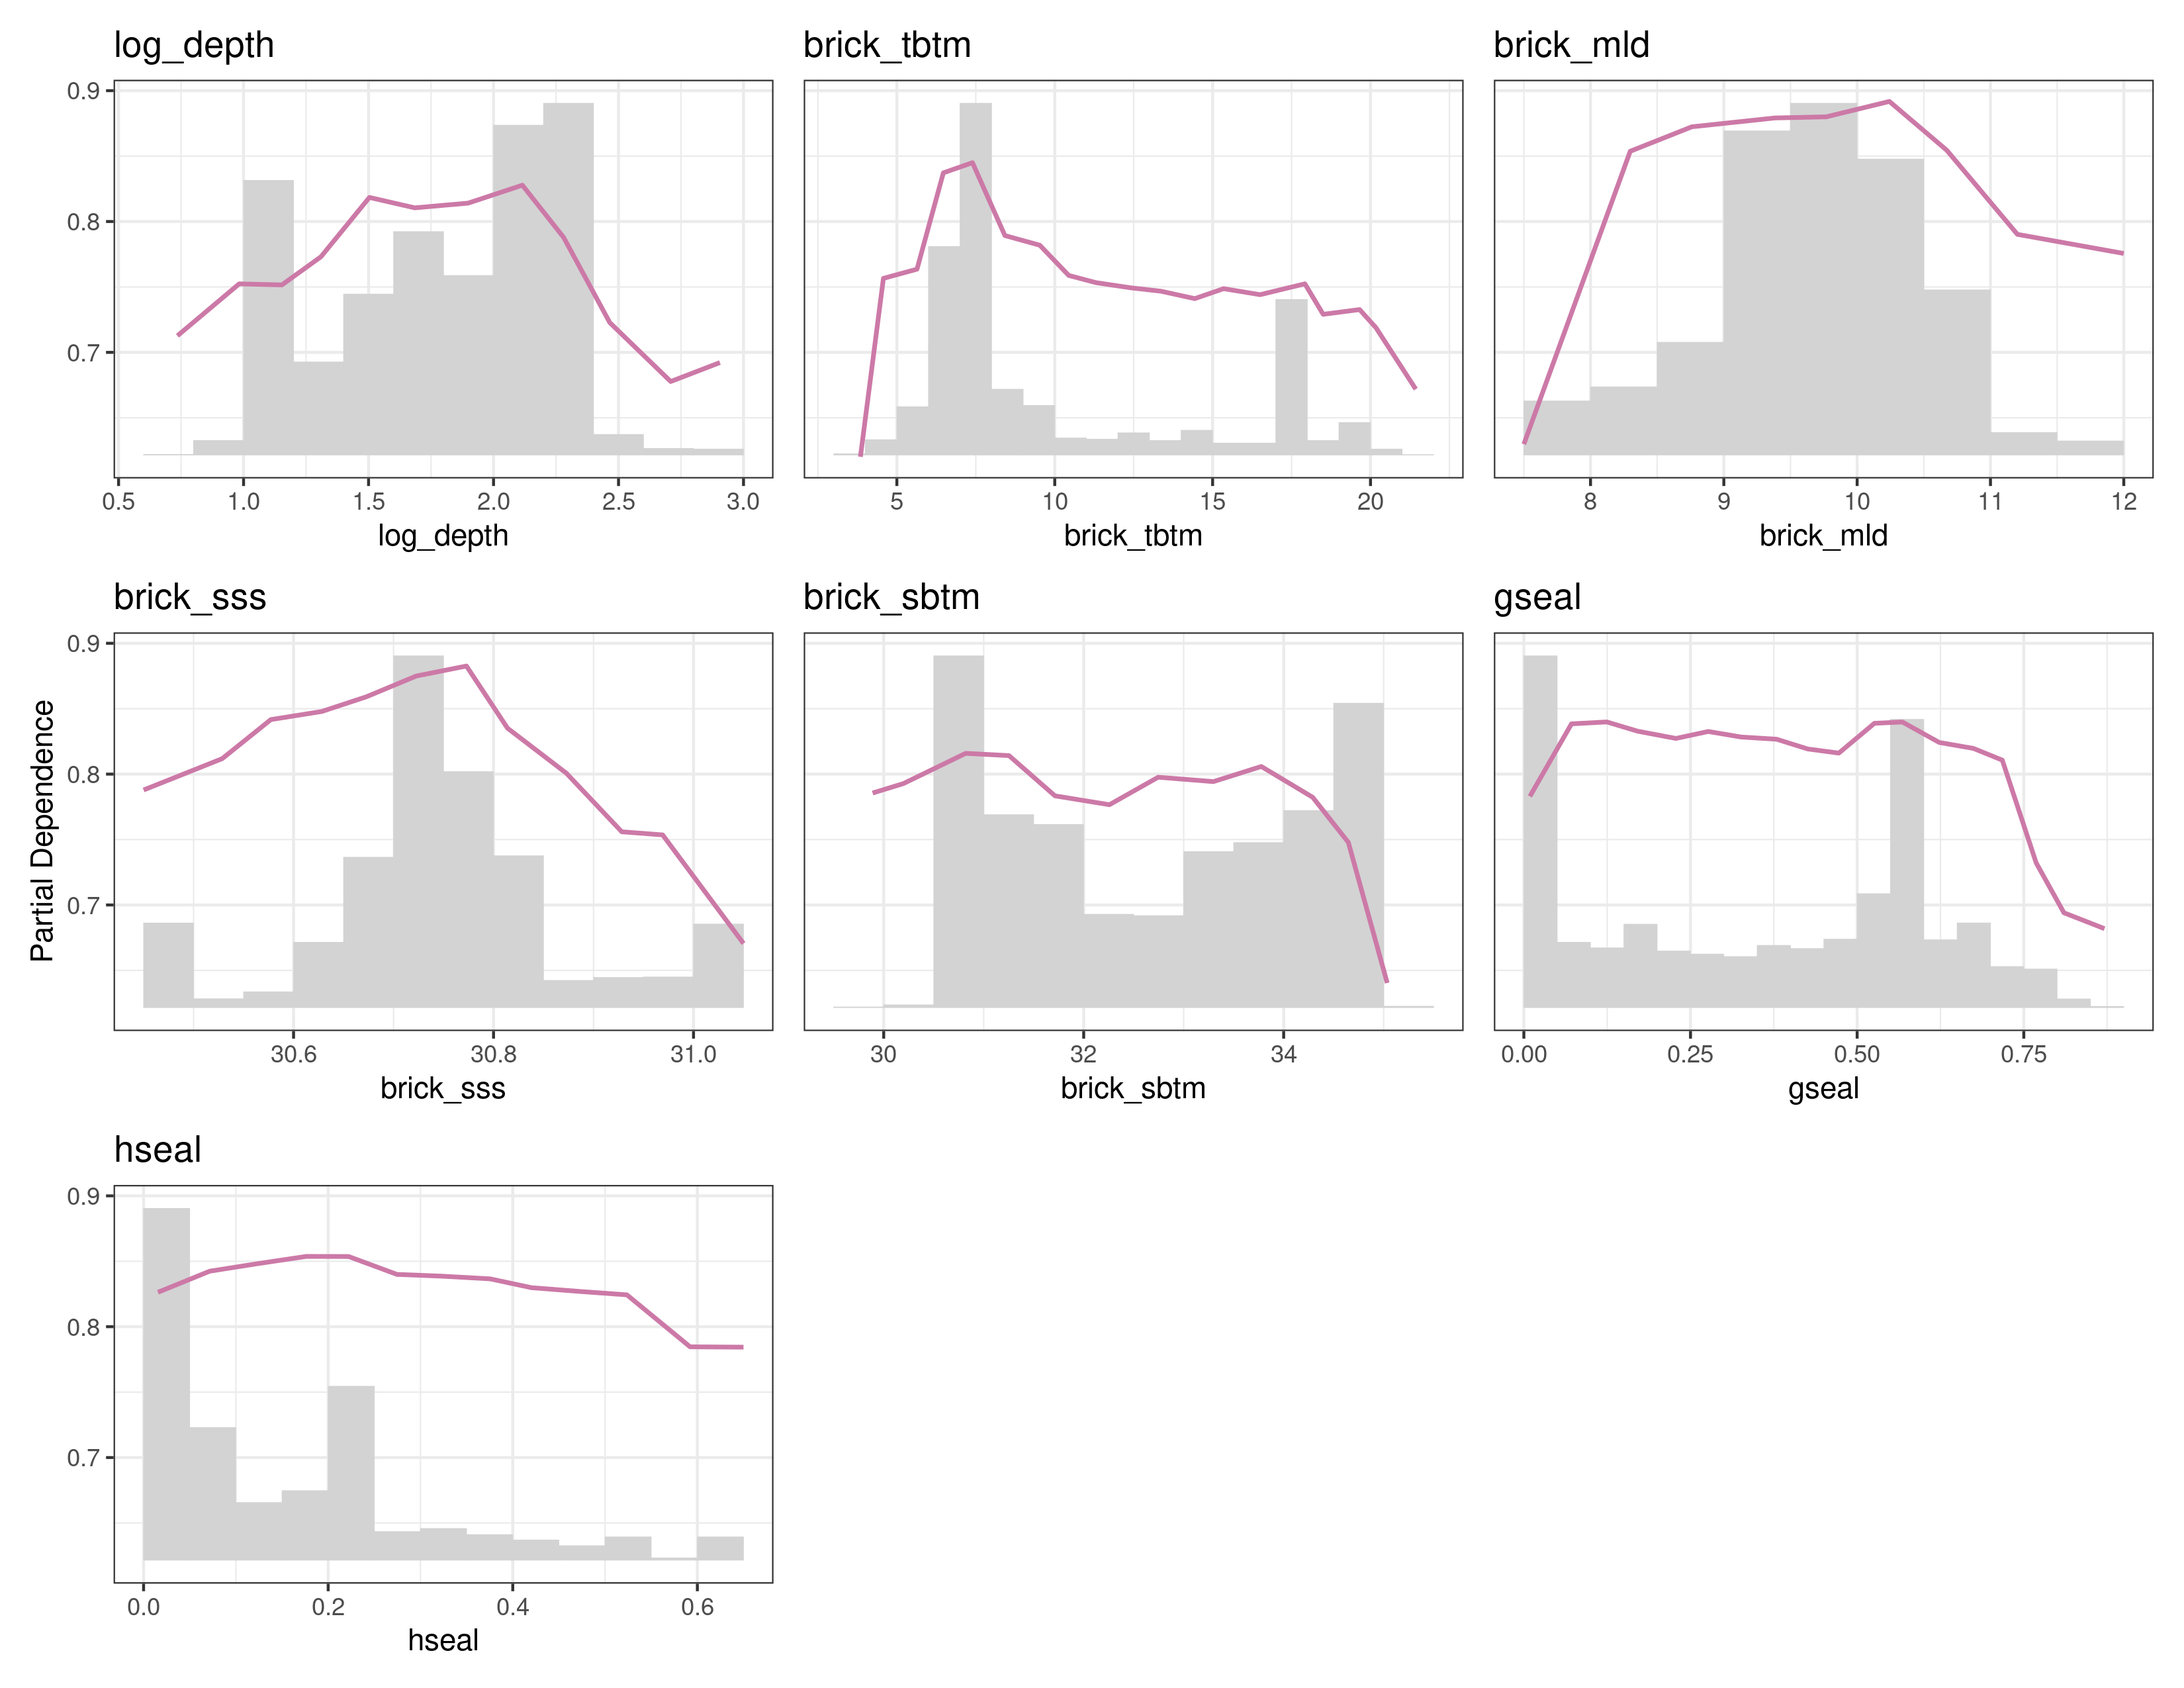 log_depth
brick_tbtm
brick_mld
0.9
0.8
0.7
0.5 1.0 1.5 2.0 2.5 3.0
5 10 15 20
8 9 10 11 12
log_depth
brick_tbtm
brick_mld
brick_sss
brick_sbtm
gseal
Partial Dependence
0.9
0.8
0.7
30.6 30.8 31.0
30 32 34
0.00 0.25 0.50 0.75
brick_sss
brick_sbtm
gseal
hseal
0.9
0.8
0.7
0.0 0.2 0.4 0.6
hseal